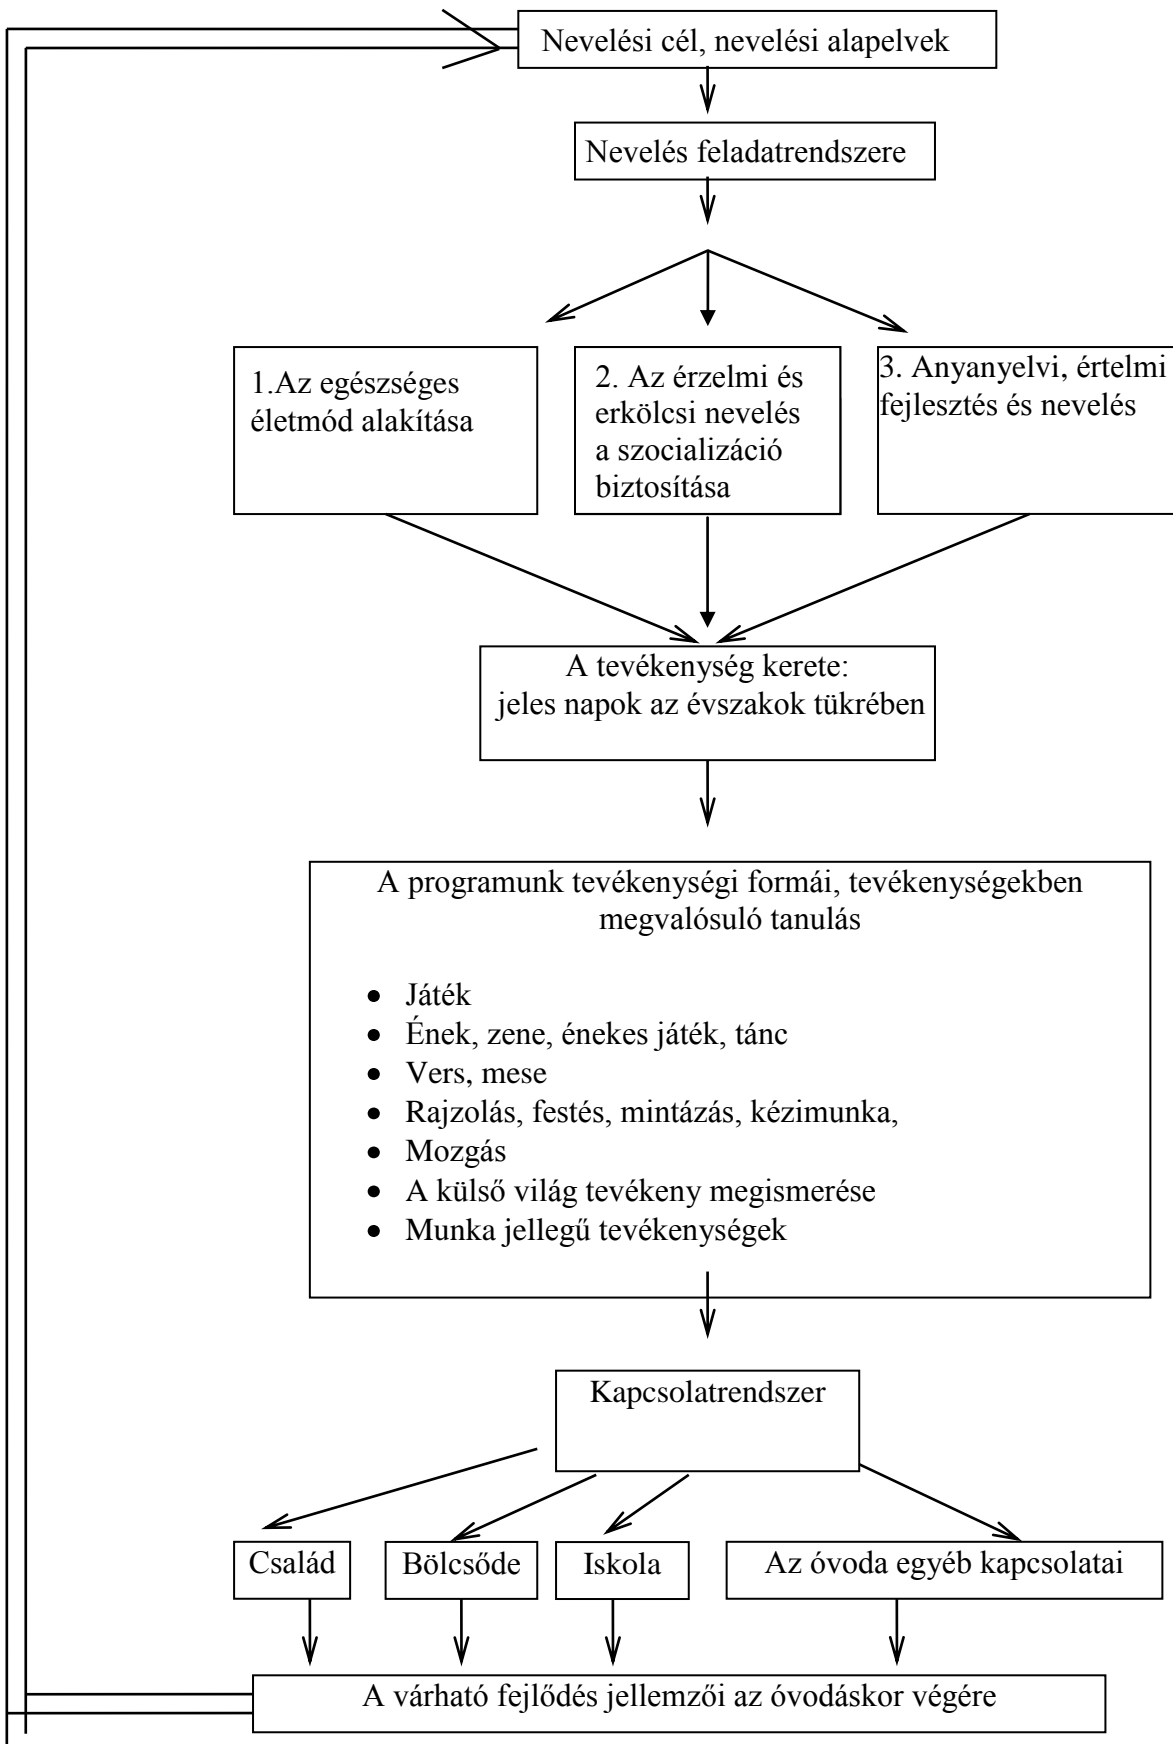 Nevelési cél, nevelési alapelvek
Nevelés feladatrendszere
1.Az egészséges
életmód alakítása
2. Az érzelmi és
erkölcsi nevelés
a szocializáció
biztosítása
3. Anyanyelvi, értelmi
fejlesztés és nevelés
A tevékenység kerete:
jeles napok az évszakok tükrében
A programunk tevékenységi formái, tevékenységekben
megvalósuló tanulás
• Játék
• Ének, zene, énekes játék, tánc
• Vers, mese
• Rajzolás, festés, mintázás, kézimunka,
• Mozgás
• A külső világ tevékeny megismerése
• Munka jellegű tevékenységek
Kapcsolatrendszer
Család
Bölcsőde
Iskola
Az óvoda egyéb kapcsolatai
A várható fejlődés jellemzői az óvodáskor végére